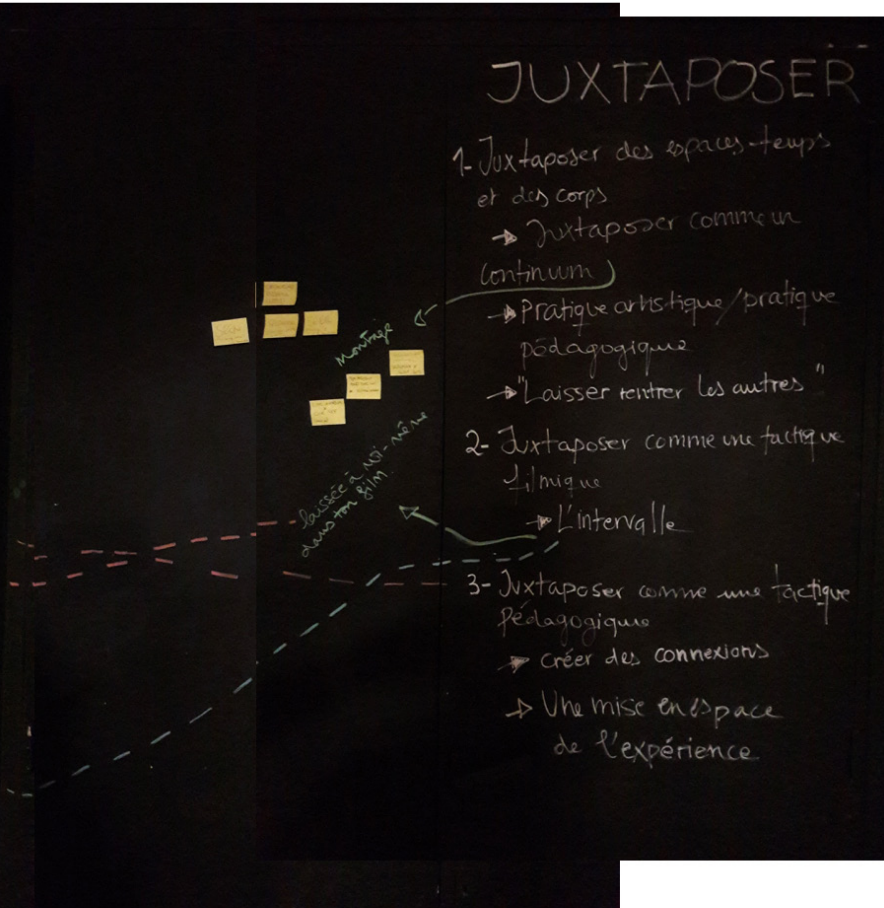 JUXTAPOSER
1- Juxtaposer des espaces-temps
et des corps
→ Juxtaposer comme un
continuum
→ Pratique artistique/pratique
pédagogique
→ "Laisser rentrer les autres"
2- Juxtaposer comme une tactique
filmique
→ L'intervalle
3- Juxtaposer comme une tactique
pédagogique
→ créer des connexions
→ Une mise en espace
de l'expérience
Montage
laissée à moi-même
dans ton film.